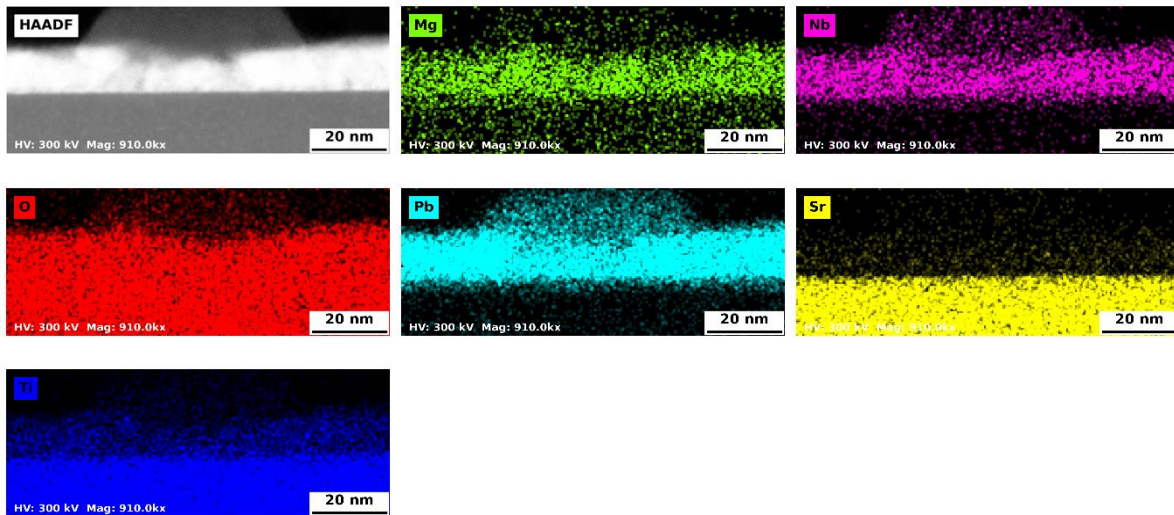 HAADF
HV: 300 kV Mag: 910.0kx
20 nm
Mg
HV: 300 kV Mag: 910.0kx
20 nm
Nb
HV: 300 kV Mag: 910.0kx
20 nm
O
HV: 300 kV Mag: 910.0kx
20 nm
Pb
HV: 300 kV Mag: 910.0kx
20 nm
Sr
HV: 300 kV Mag: 910.0kx
20 nm
Ti
HV: 300 kV Mag: 910.0kx
20 nm